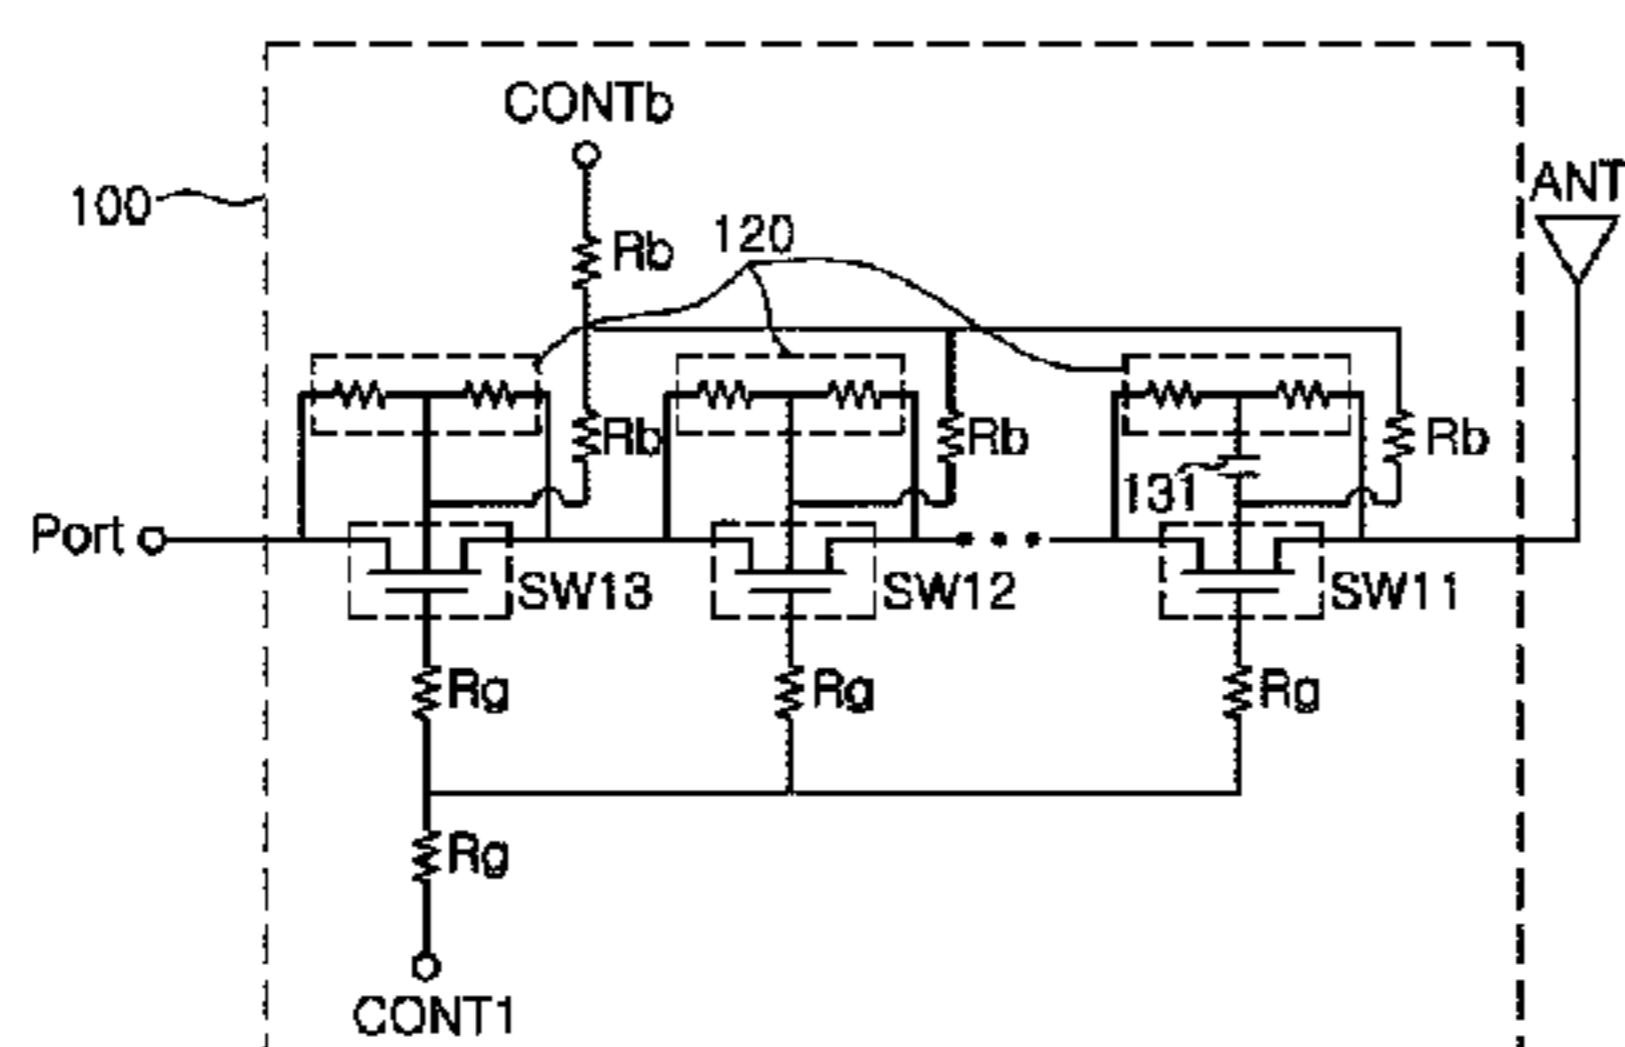 CONTb
100
ANT
Rb
120
Rb
Rb
Rb
131
Port
SW13
SW12
SW11
Rg
Rg
Rg
Rg
CONT1